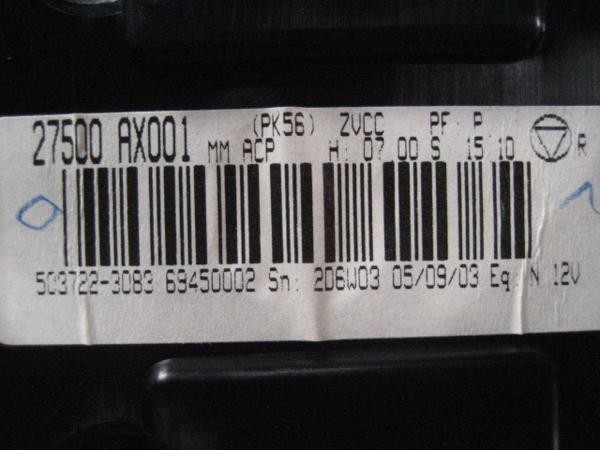 27500 AX001 (PK56) ZVCC PF: P
MM ACP H: 07 00 S 15 10 R
503722-3083 69450002 Sn: 206W03 05/09/03 Eq: N 12V